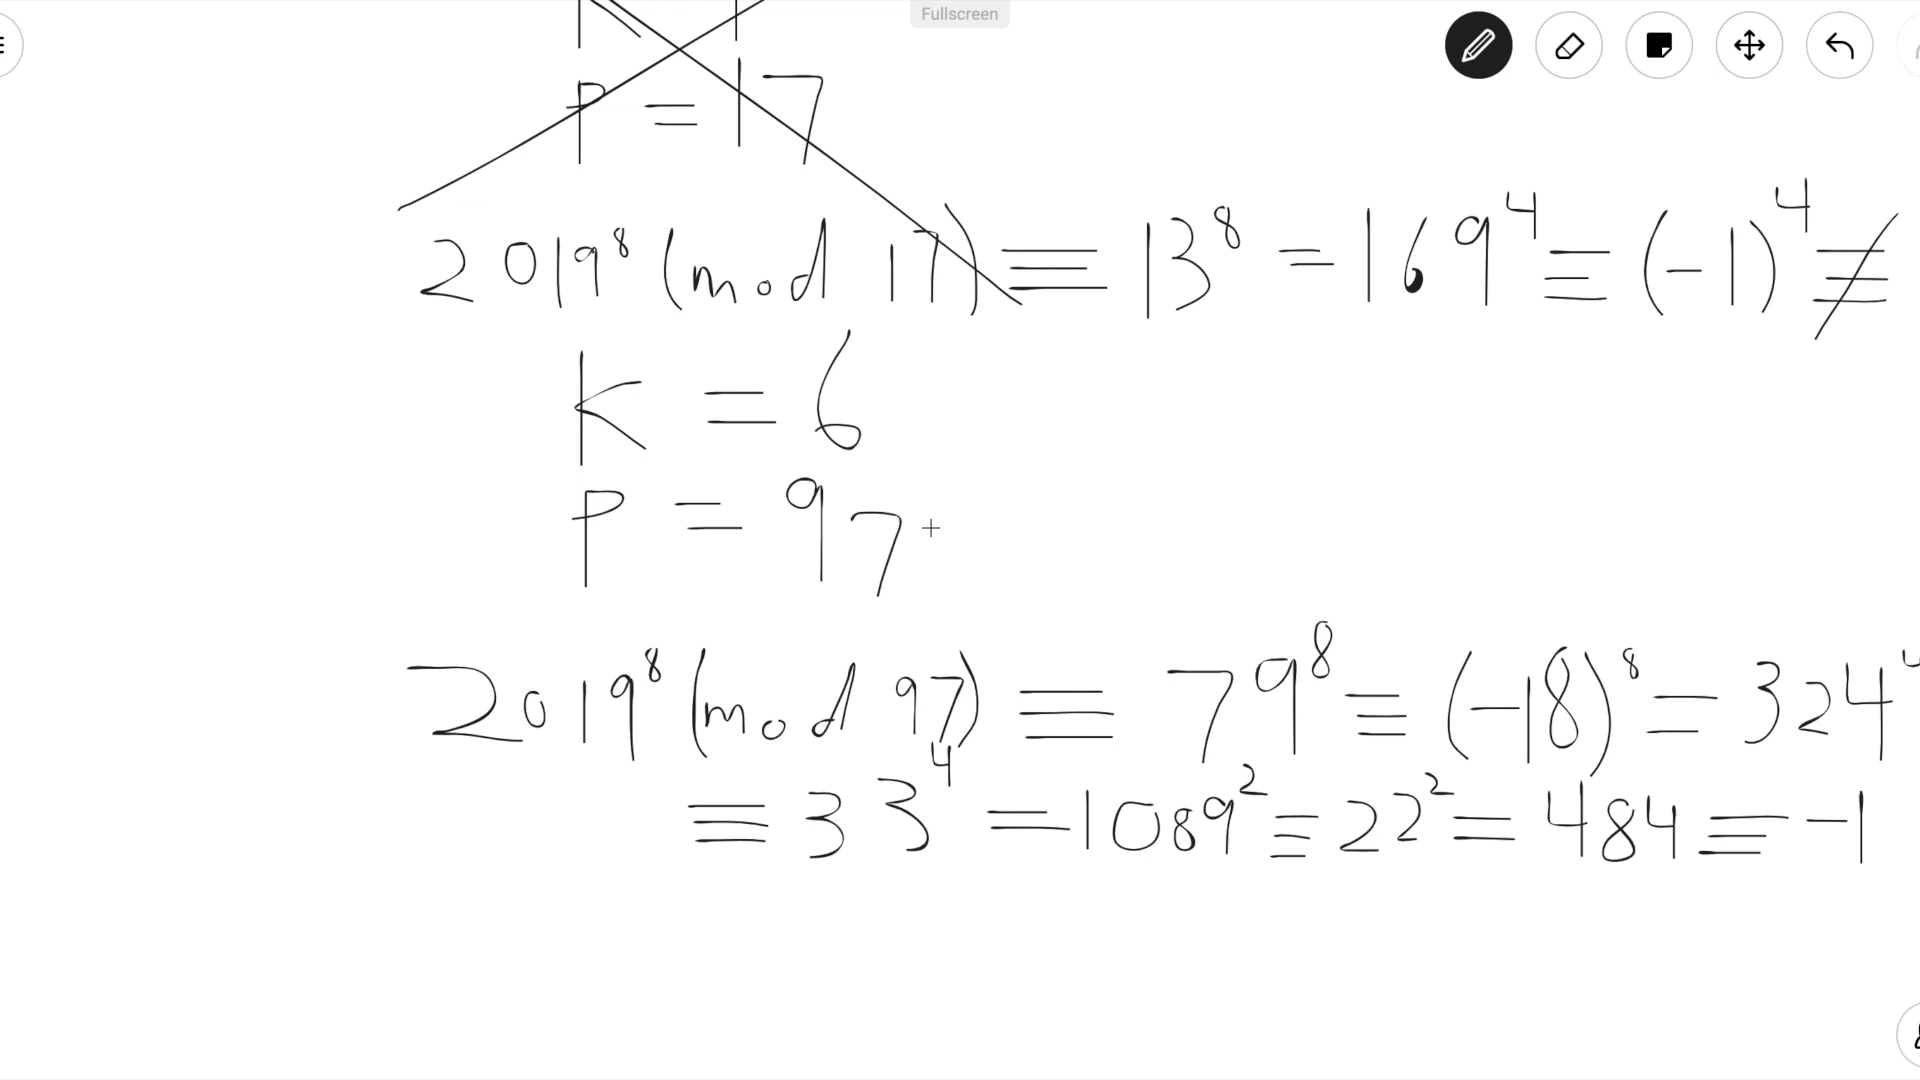 Fullscreen
P = 17
2019⁸ (mod 17) ≡ 13⁸ = 169⁴ ≡ (-1)⁴ ≢
K = 6
P = 97
2019⁸ (mod 97) ≡ 79⁸ ≡ (-18)⁸ = 324⁴
≡ 33⁴ = 1089² ≡ 22² = 484 ≡ -1